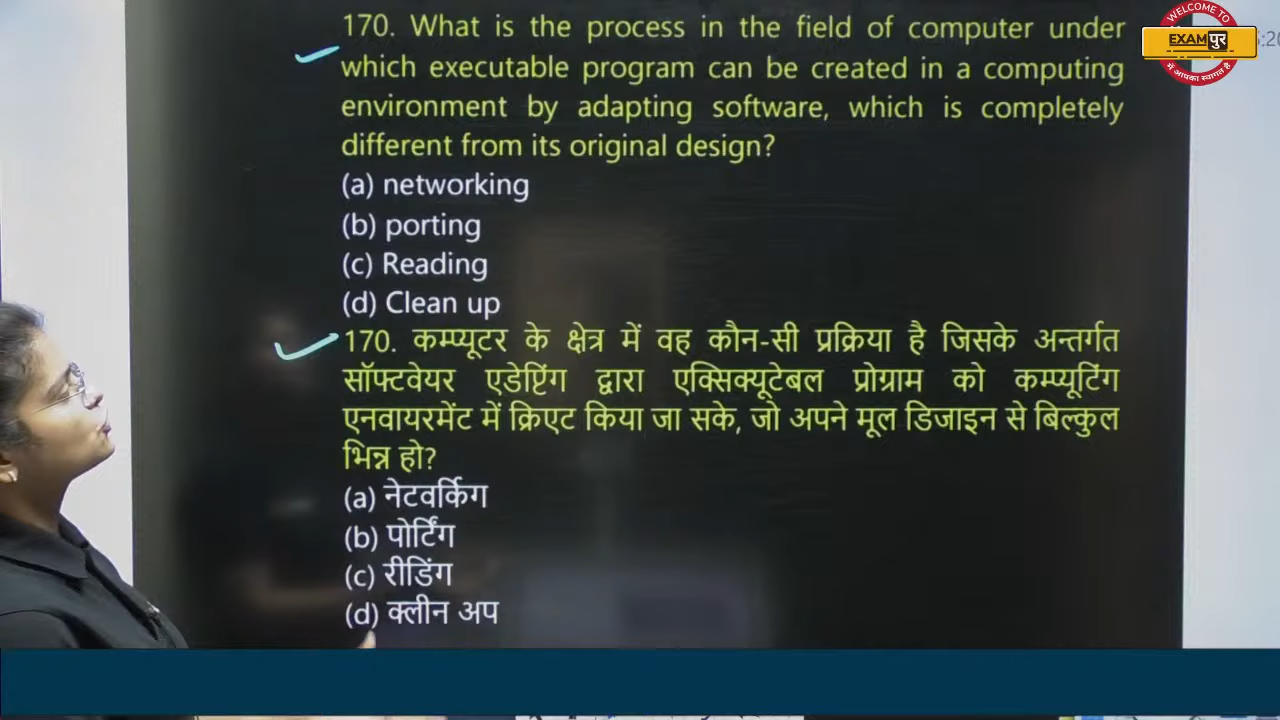 170. What is the process in the field of computer under
which executable program can be created in a computing
environment by adapting software, which is completely
different from its original design?
(a) networking
(b) porting
(c) Reading
(d) Clean up
170. कम्प्यूटर के क्षेत्र में वह कौन-सी प्रक्रिया है जिसके अन्तर्गत
सॉफ्टवेयर एडेप्टिंग द्वारा एक्सिक्यूटेबल प्रोग्राम को कम्प्यूटिंग
एनवायरमेंट में क्रिएट किया जा सके, जो अपने मूल डिजाइन से बिल्कुल
भिन्न हो?
(a) नेटवर्किग
(b) पोर्टिंग
(c) रीडिंग
(d) क्लीन अप
WELCOME TO
EXAMपुर
में आपका स्वागत है